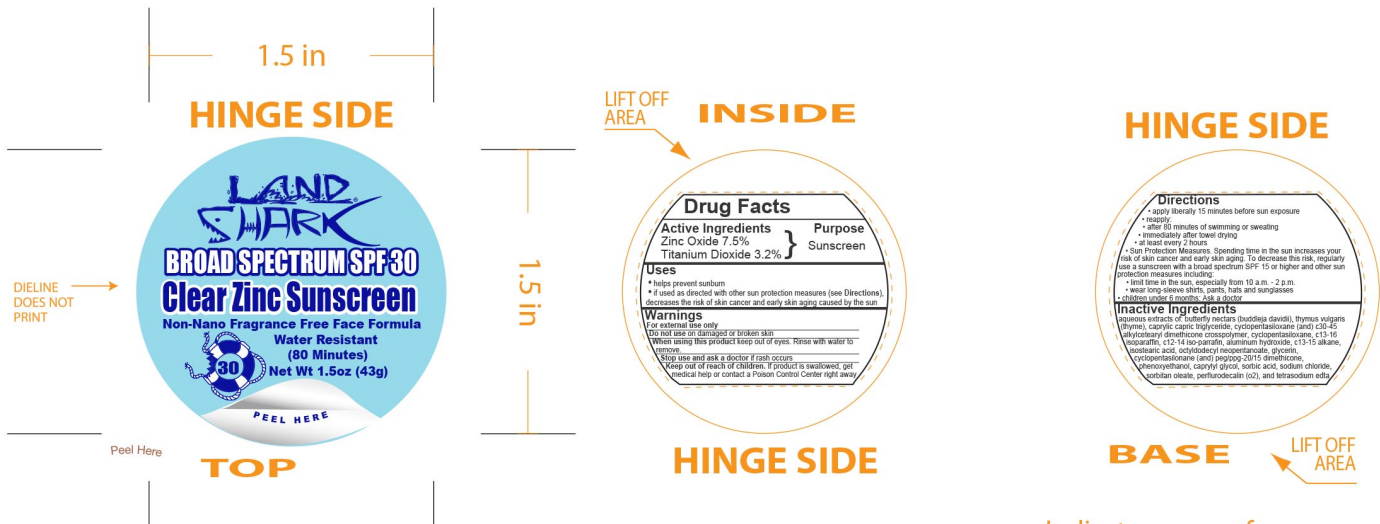 1.5 in
HINGE SIDE
DIELINE
DOES NOT
PRINT
LAND
SHARK
BROAD SPECTRUM SPF 30
Clear Zinc Sunscreen
Non-Nano Fragrance Free Face Formula
Water Resistant
(80 Minutes)
Net Wt 1.5oz (43g)
30
PEEL HERE
Peel Here
TOP
1.5 in
LIFT OFF
AREA
INSIDE
Drug Facts
Active Ingredients Purpose
Zinc Oxide 7.5%
Titanium Dioxide 3.2% } Sunscreen
Uses
* helps prevent sunburn
* if used as directed with other sun protection measures (see Directions),
decreases the risk of skin cancer and early skin aging caused by the sun
Warnings
For external use only
Do not use on damaged or broken skin
When using this product keep out of eyes. Rinse with water to
remove.
Stop use and ask a doctor if rash occurs
Keep out of reach of children. If product is swallowed, get
medical help or contact a Poison Control Center right away
HINGE SIDE
HINGE SIDE
Directions
• apply liberally 15 minutes before sun exposure
• reapply:
• after 80 minutes of swimming or sweating
• immediately after towel drying
• at least every 2 hours
• Sun Protection Measures. Spending time in the sun increases your
risk of skin cancer and early skin aging. To decrease this risk, regularly
use a sunscreen with a broad spectrum SPF 15 or higher and other sun
protection measures including:
• limit time in the sun, especially from 10 a.m. - 2 p.m.
• wear long-sleeve shirts, pants, hats and sunglasses
• children under 6 months: Ask a doctor
Inactive Ingredients
aqueous extracts of: butterfly nectars (buddleja davidii), thymus vulgaris
(thyme), caprylic capric triglyceride, cyclopentasiloxane (and) c30-45
alkylcetearyl dimethicone crosspolymer, cyclopentasiloxane, c13-16
isoparaffin, c12-14 iso-parrafin, aluminum hydroxide, c13-15 alkane,
isostearic acid, octyldodecyl neopentanoate, glycerin,
cyclopentasilonane (and) peg/ppg-20/15 dimethicone,
phenoxyethanol, caprylyl glycol, sorbic acid, sodium chloride,
sorbitan oleate, perflurodecalin (o2), and tetrasodium edta.
BASE
LIFT OFF
AREA